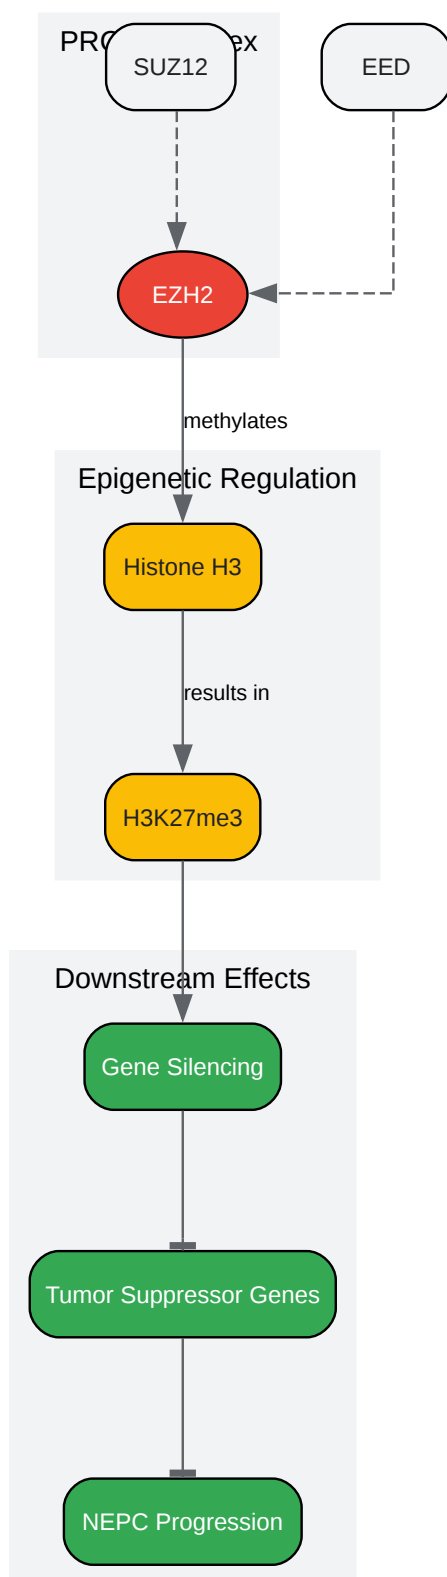 SUZ12
EED
EZH2
methylates
Epigenetic Regulation
Histone H3
results in
H3K27me3
Downstream Effects
Gene Silencing
Tumor Suppressor Genes
NEPC Progression